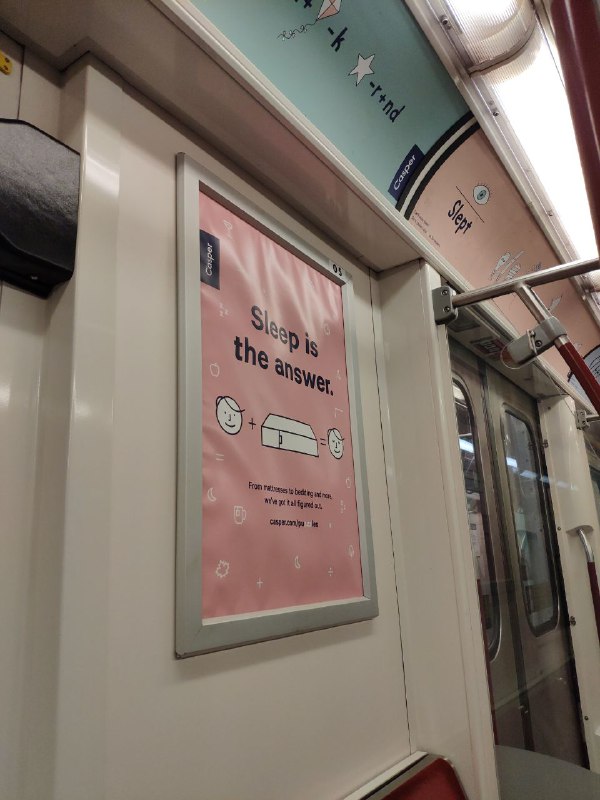 -k
-r+nd
Casper
Slept
Casper
Sleep is
the answer.
+ =
From mattresses to bedding and more,
we've got it all figured out.